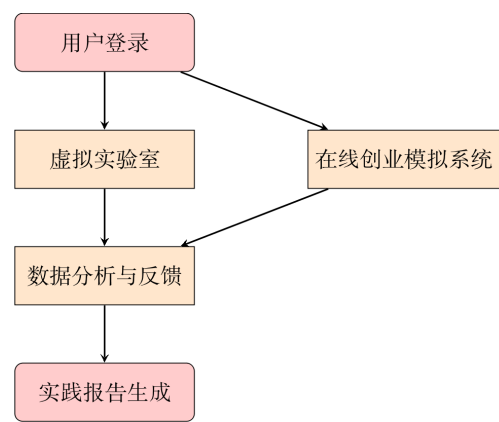 用户登录
虚拟实验室
在线创业模拟系统
数据分析与反馈
实践报告生成